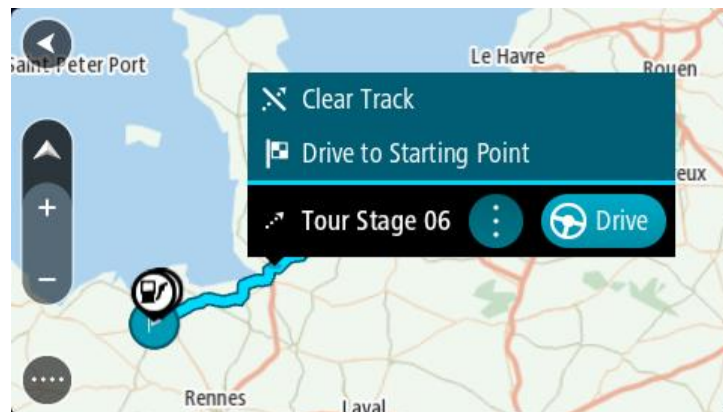 Saint Peter Port
Le Havre
Rouen
Clear Track
Drive to Starting Point
eux
Tour Stage 06
Drive
+
−
Rennes
Laval